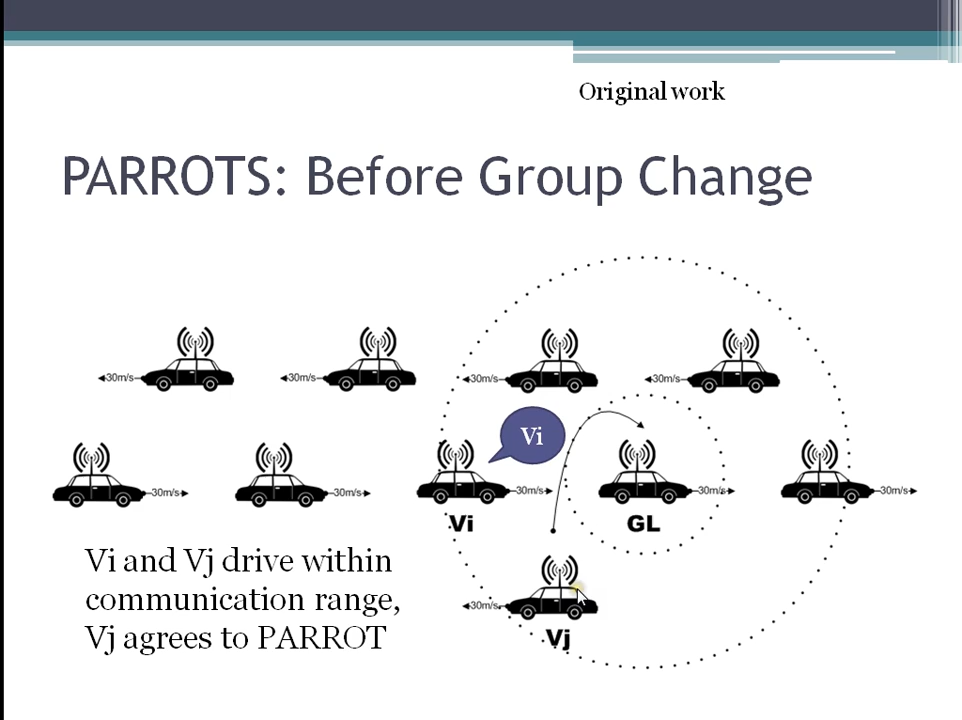 Original work
PARROTS: Before Group Change
30m/s 30m/s 30m/s 30m/s
Vi
30m/s 30m/s 30m/s 30m/s 30m/s
Vi GL
Vi and Vj drive within
communication range,
Vj agrees to PARROT
30m/s
Vj